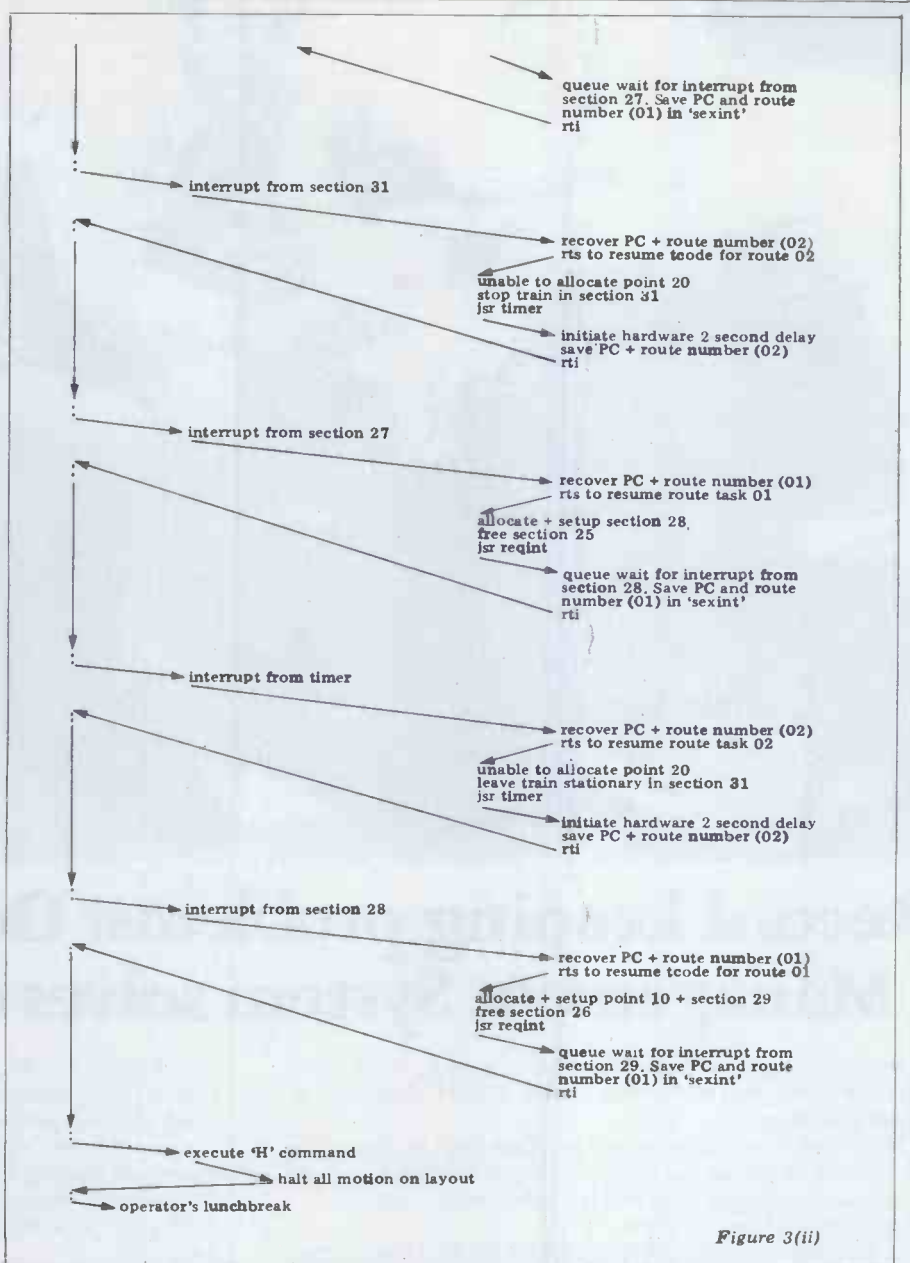 queue wait for interrupt from
section 27. Save PC and route
number (01) in ‘sexint’
rti
interrupt from section 31
recover PC + route number (02)
rts to resume tcode for route 02
unable to allocate point 20
stop train in section 31
jsr timer
initiate hardware 2 second delay
save PC + route number (02)
rti
interrupt from section 27
recover PC + route number (01)
rts to resume route task 01
allocate + setup section 28,
free section 25
jsr reqint
queue wait for interrupt from
section 28. Save PC and route
number (01) in ‘sexint’
rti
interrupt from timer
recover PC + route number (02)
rts to resume route task 02
unable to allocate point 20
leave train stationary in section 31
jsr timer
initiate hardware 2 second delay
save PC + route number (02)
rti
interrupt from section 28
recover PC + route number (01)
rts to resume tcode for route 01
allocate + setup point 10 + section 29
free section 26
jsr reqint
queue wait for interrupt from
section 29. Save PC and route
number (01) in ‘sexint’
rti
execute ‘H’ command
halt all motion on layout
operator's lunchbreak
Figure 3(ii)